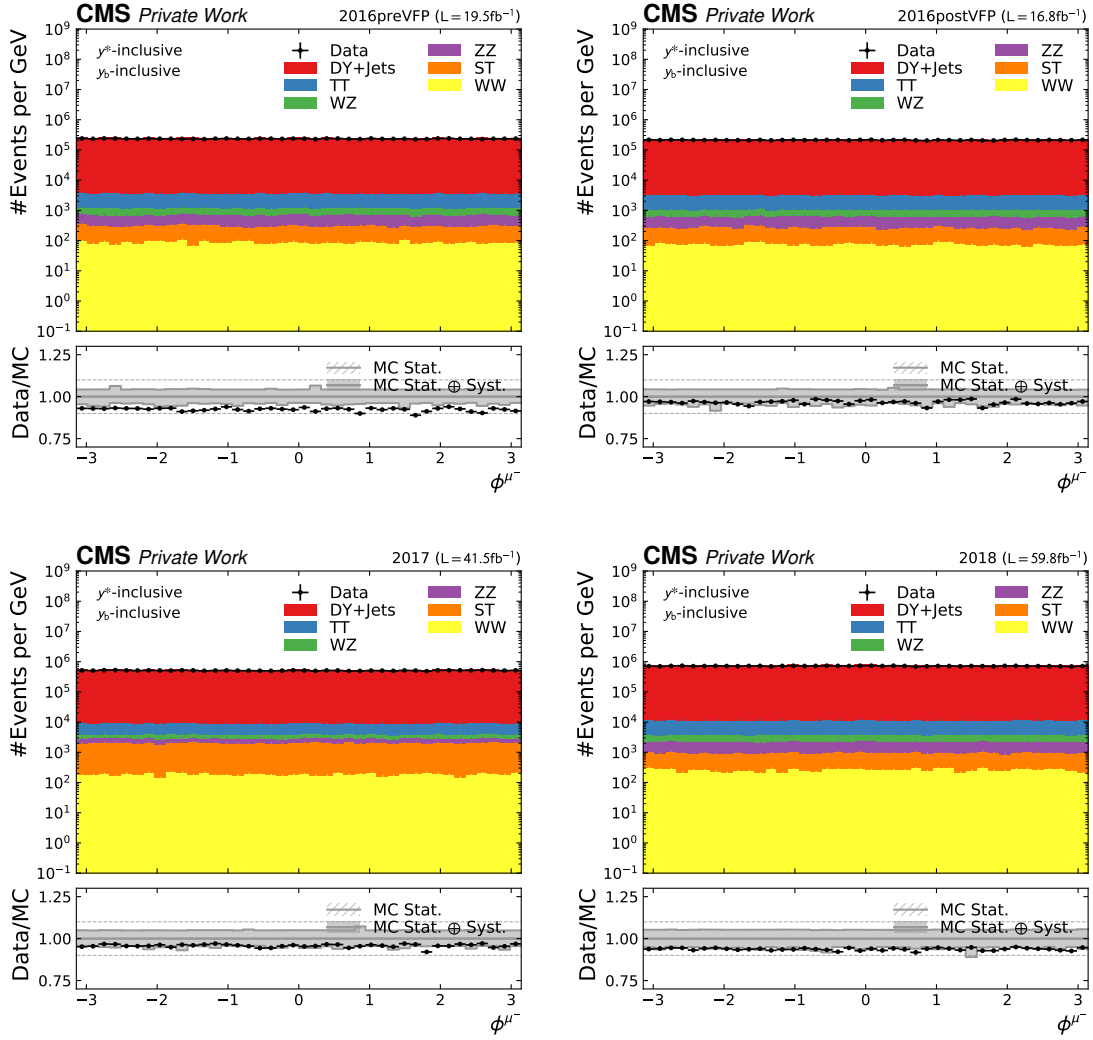 CMS Private Work 2016preVFP (L = 19.5fb⁻¹)
#Events per GeV
10⁹
10⁸
10⁷
10⁶
10⁵
10⁴
10³
10²
10¹
10⁰
10⁻¹
y*-inclusive
y_b-inclusive
Data
DY+Jets
TT
WZ
ZZ
ST
WW
Data/MC
1.25
1.00
0.75
MC Stat.
MC Stat. ⊕ Syst.
−3 −2 −1 0 1 2 3
ϕ^μ⁻
CMS Private Work 2016postVFP (L = 16.8fb⁻¹)
#Events per GeV
10⁹
10⁸
10⁷
10⁶
10⁵
10⁴
10³
10²
10¹
10⁰
10⁻¹
y*-inclusive
y_b-inclusive
Data
DY+Jets
TT
WZ
ZZ
ST
WW
Data/MC
1.25
1.00
0.75
MC Stat.
MC Stat. ⊕ Syst.
−3 −2 −1 0 1 2 3
ϕ^μ⁻
CMS Private Work 2017 (L = 41.5fb⁻¹)
#Events per GeV
10⁹
10⁸
10⁷
10⁶
10⁵
10⁴
10³
10²
10¹
10⁰
10⁻¹
y*-inclusive
y_b-inclusive
Data
DY+Jets
TT
WZ
ZZ
ST
WW
Data/MC
1.25
1.00
0.75
MC Stat.
MC Stat. ⊕ Syst.
−3 −2 −1 0 1 2 3
ϕ^μ⁻
CMS Private Work 2018 (L = 59.8fb⁻¹)
#Events per GeV
10⁹
10⁸
10⁷
10⁶
10⁵
10⁴
10³
10²
10¹
10⁰
10⁻¹
y*-inclusive
y_b-inclusive
Data
DY+Jets
TT
WZ
ZZ
ST
WW
Data/MC
1.25
1.00
0.75
MC Stat.
MC Stat. ⊕ Syst.
−3 −2 −1 0 1 2 3
ϕ^μ⁻